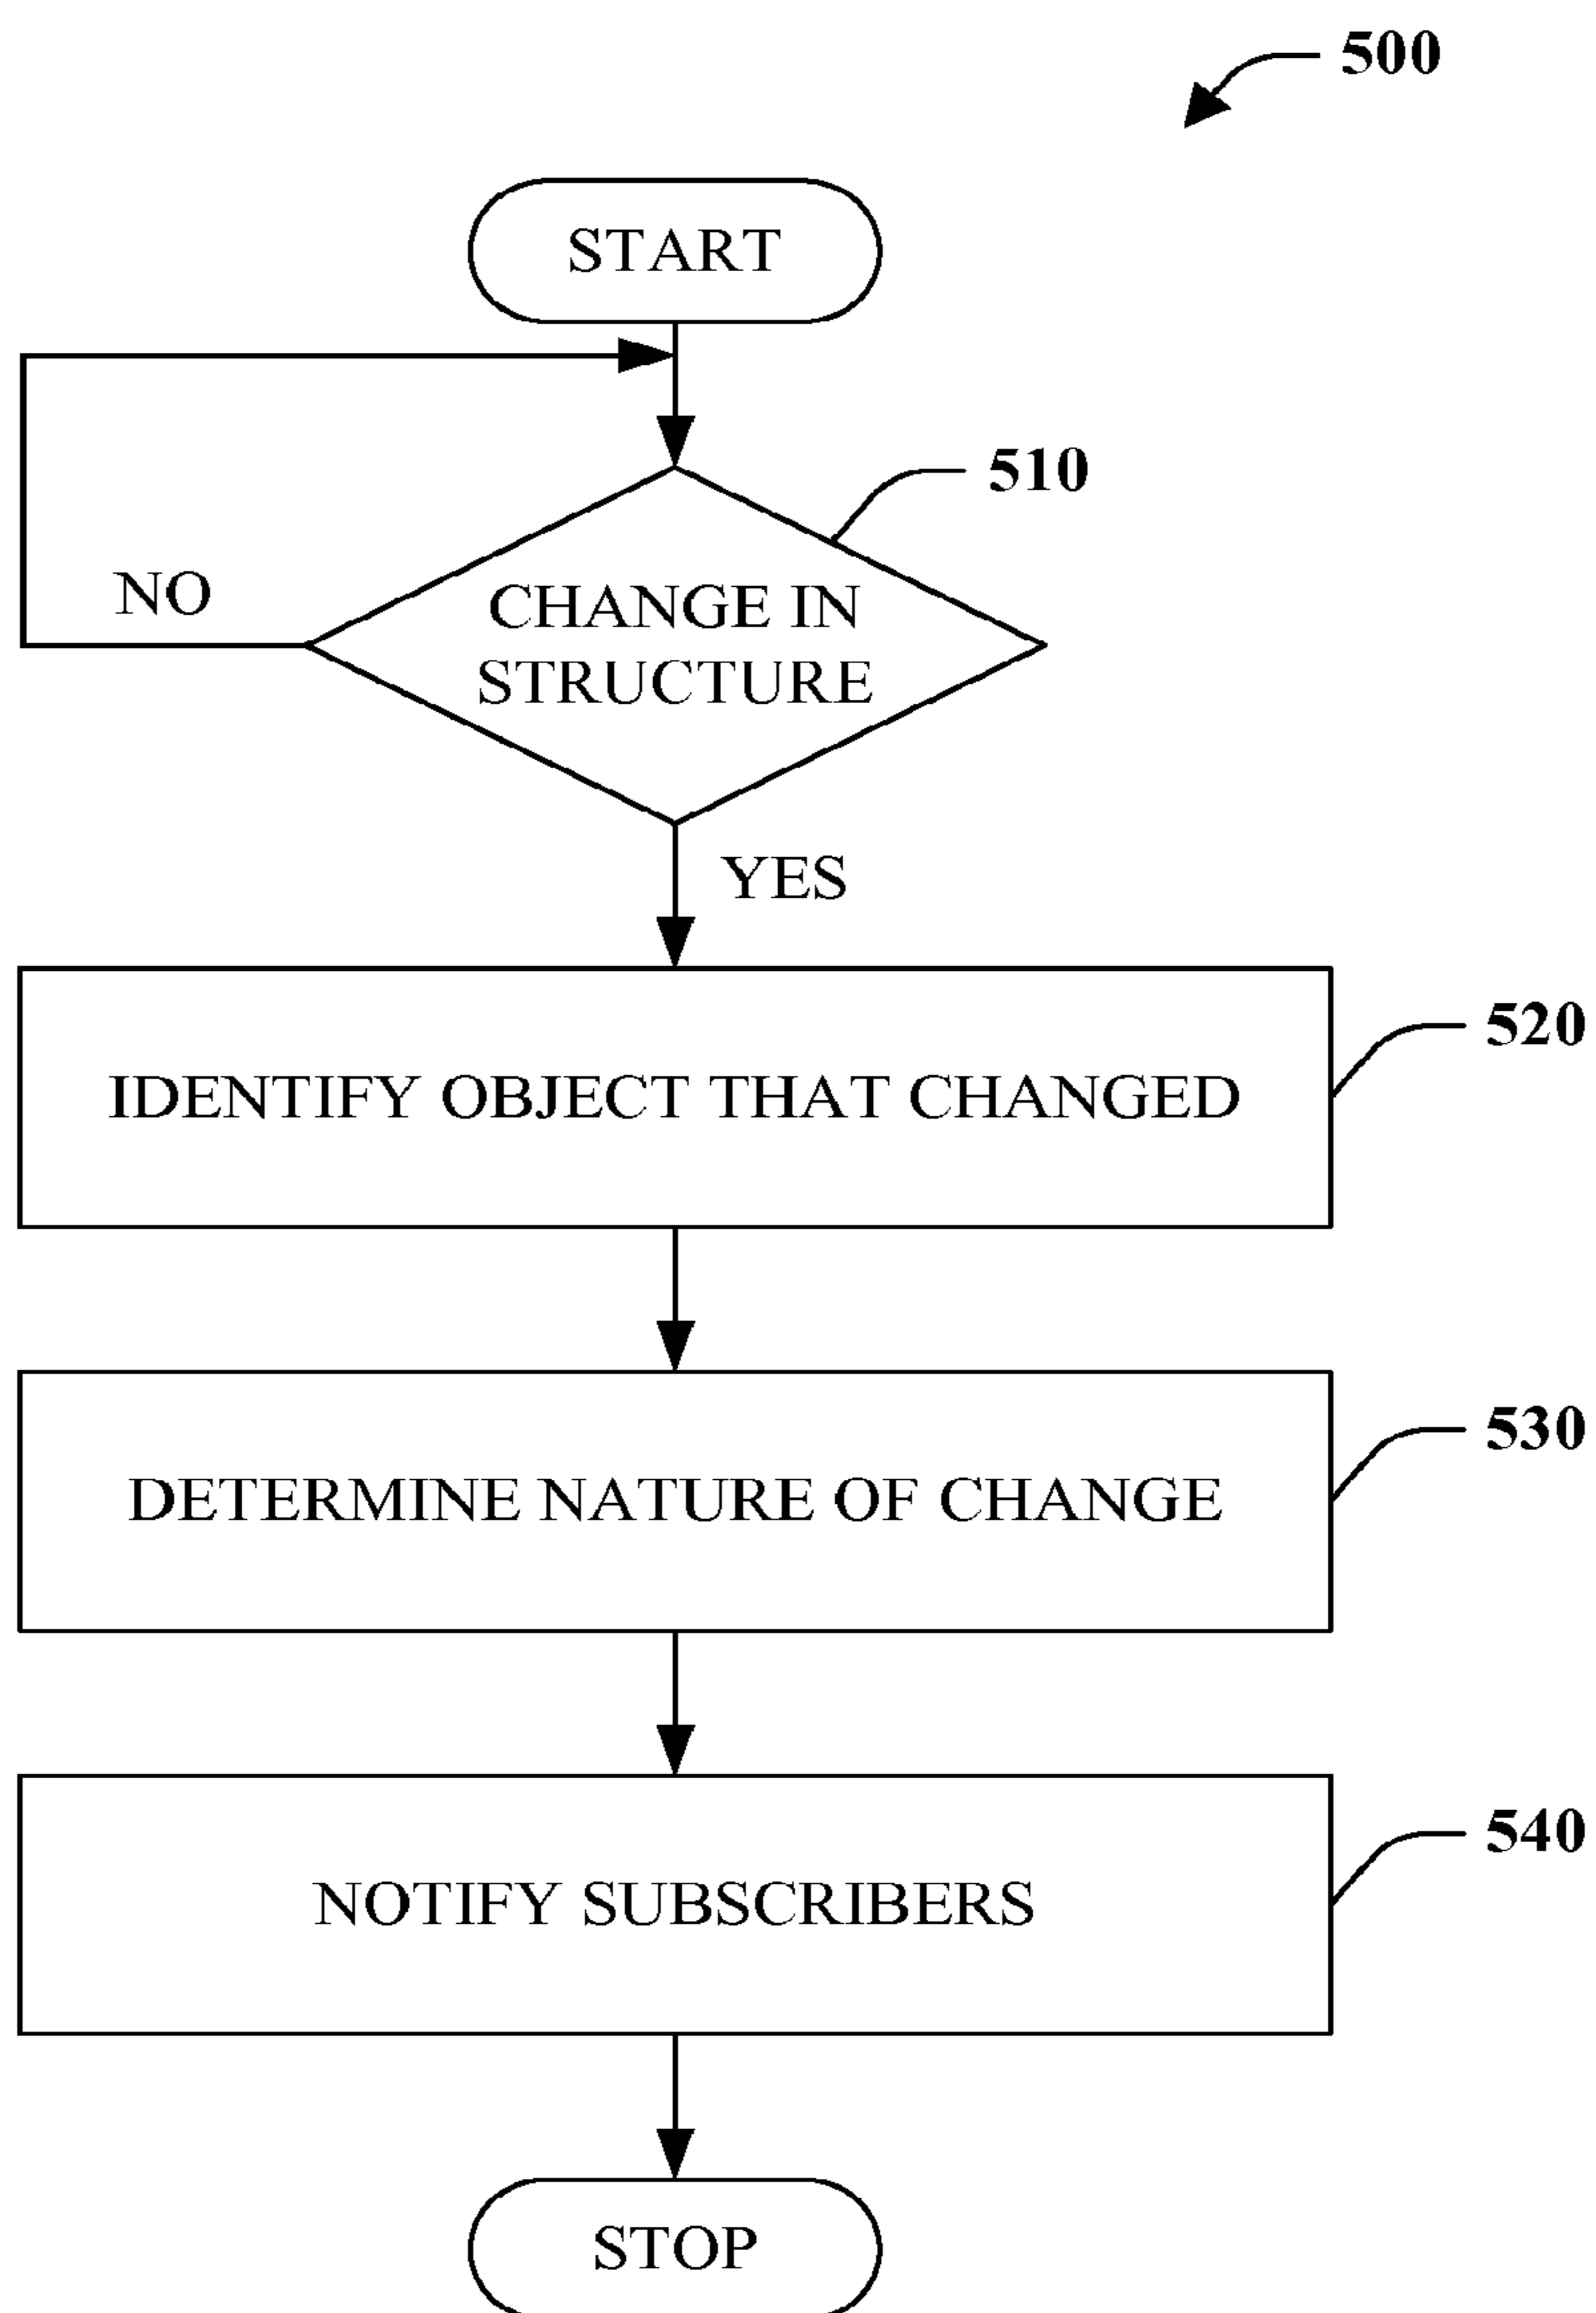 500
START
510
NO
CHANGE IN
STRUCTURE
YES
520
IDENTIFY OBJECT THAT CHANGED
530
DETERMINE NATURE OF CHANGE
540
NOTIFY SUBSCRIBERS
STOP